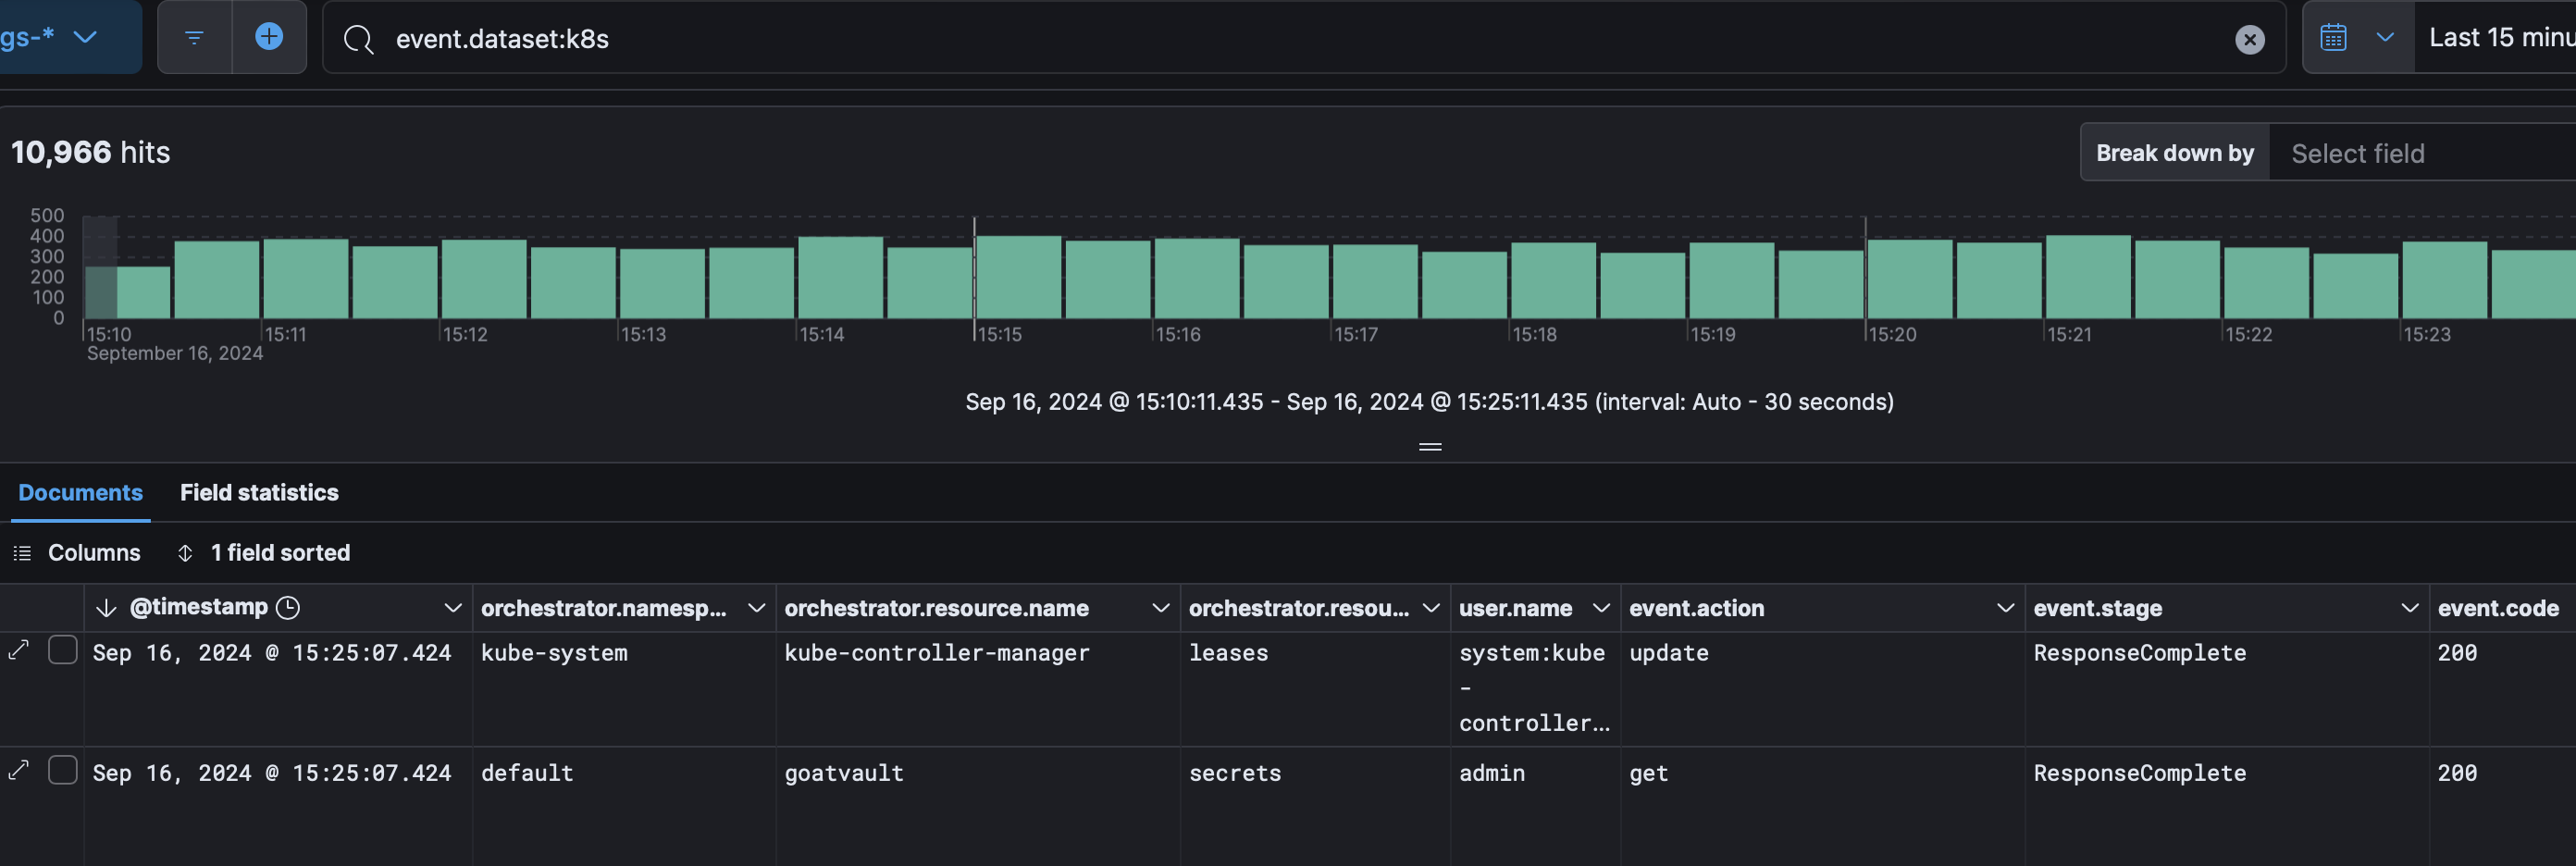 gs-* event.dataset:k8s Last 15 minu
10,966 hits Break down by Select field
500
400
300
200
100
0
15:10 15:11 15:12 15:13 15:14 15:15 15:16 15:17 15:18 15:19 15:20 15:21 15:22 15:23
September 16, 2024
Sep 16, 2024 @ 15:10:11.435 - Sep 16, 2024 @ 15:25:11.435 (interval: Auto - 30 seconds)
Documents Field statistics
Columns 1 field sorted
@timestamp orchestrator.namesp... orchestrator.resource.name orchestrator.resou... user.name event.action event.stage event.code
Sep 16, 2024 @ 15:25:07.424 kube-system kube-controller-manager leases system:kube update ResponseComplete 200
-
controller...
Sep 16, 2024 @ 15:25:07.424 default goatvault secrets admin get ResponseComplete 200